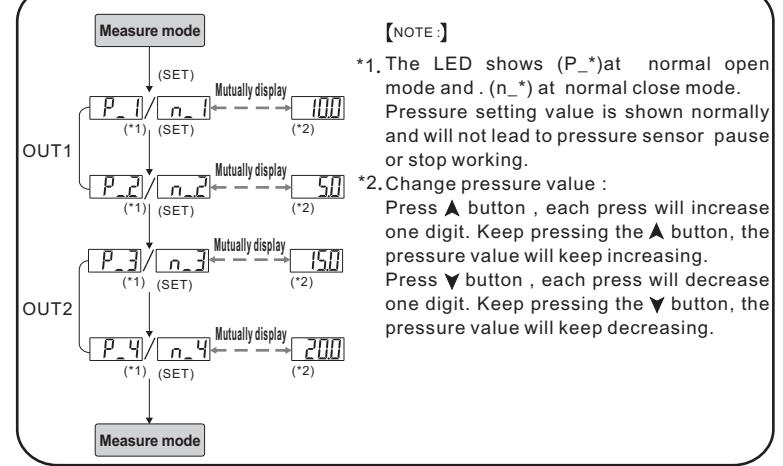 Measure mode
(SET)
P_1 / n_1 Mutually display 10.0
(*1) (SET) (*2)
OUT1
P_2 / n_2 Mutually display 5.0
(*1) (SET) (*2)
P_3 / n_3 Mutually display 15.0
(*1) (SET) (*2)
OUT2
P_4 / n_4 Mutually display 20.0
(*1) (SET) (*2)
Measure mode
【NOTE :】
*1. The LED shows (P_*)at normal open
mode and . (n_*) at normal close mode.
Pressure setting value is shown normally
and will not lead to pressure sensor pause
or stop working.
*2. Change pressure value :
Press ⮝ button , each press will increase
one digit. Keep pressing the ⮝ button, the
pressure value will keep increasing.
Press ⮟ button , each press will decrease
one digit. Keep pressing the ⮟ button, the
pressure value will keep decreasing.